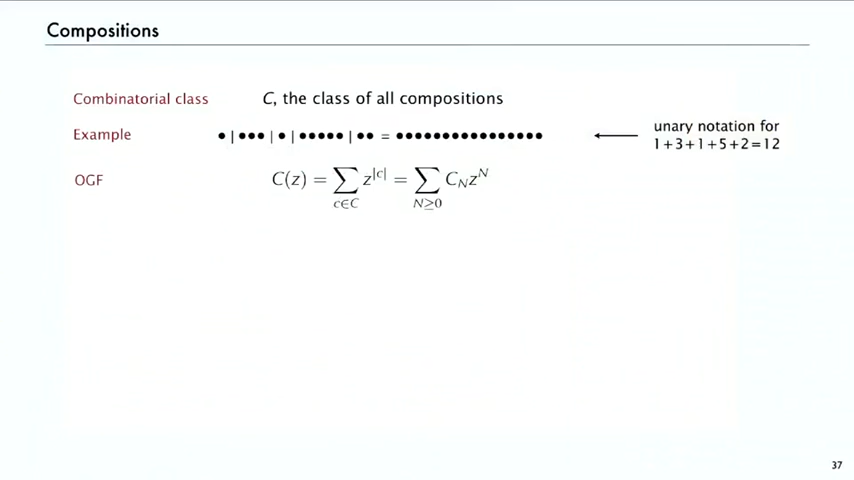 Compositions
Combinatorial class C, the class of all compositions
Example ●|●●●|●|●●●●●|●● = ●●●●●●●●●●●●●●●● ← unary notation for
1+3+1+5+2=12
OGF C(z) = ∑_{c∈C} z^{|c|} = ∑_{N≥0} C_N z^N
37